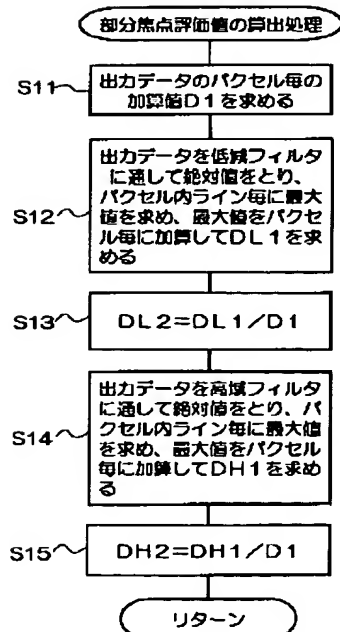 部分焦点評価値の算出処理
S11
出力データのパクセル毎の
加算値D1を求める
S12
出力データを低減フィルタ
に通して絶対値をとり、
パクセル内ライン毎に最大
値を求め、最大値をパクセ
ル毎に加算してDL1を求
める
S13
DL2=DL1/D1
S14
出力データを高域フィルタ
に通して絶対値をとり、パ
クセル内ライン毎に最大値
を求め、最大値をパクセル
毎に加算してDH1を求め
る
S15
DH2=DH1/D1
リターン